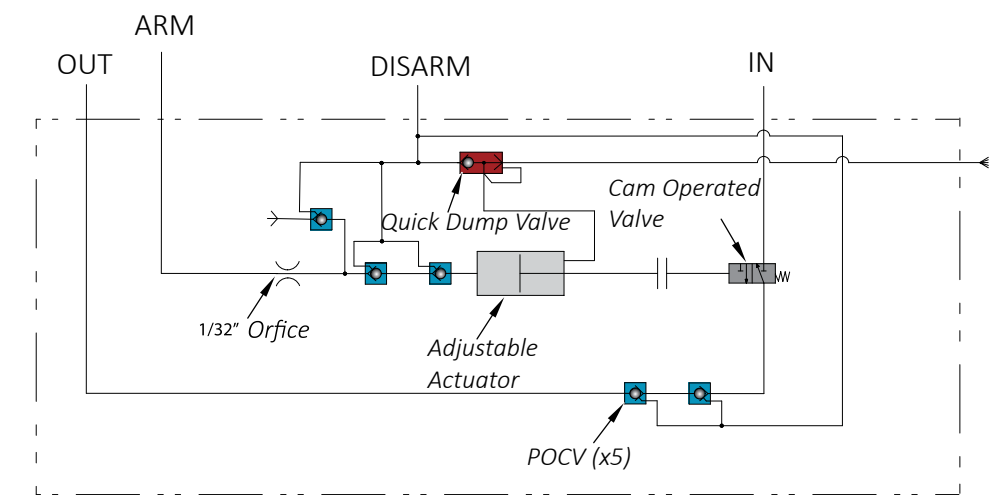 ARM
OUT
DISARM
IN
Cam Operated
Valve
Quick Dump Valve
1/32" Orfice
Adjustable
Actuator
POCV (x5)